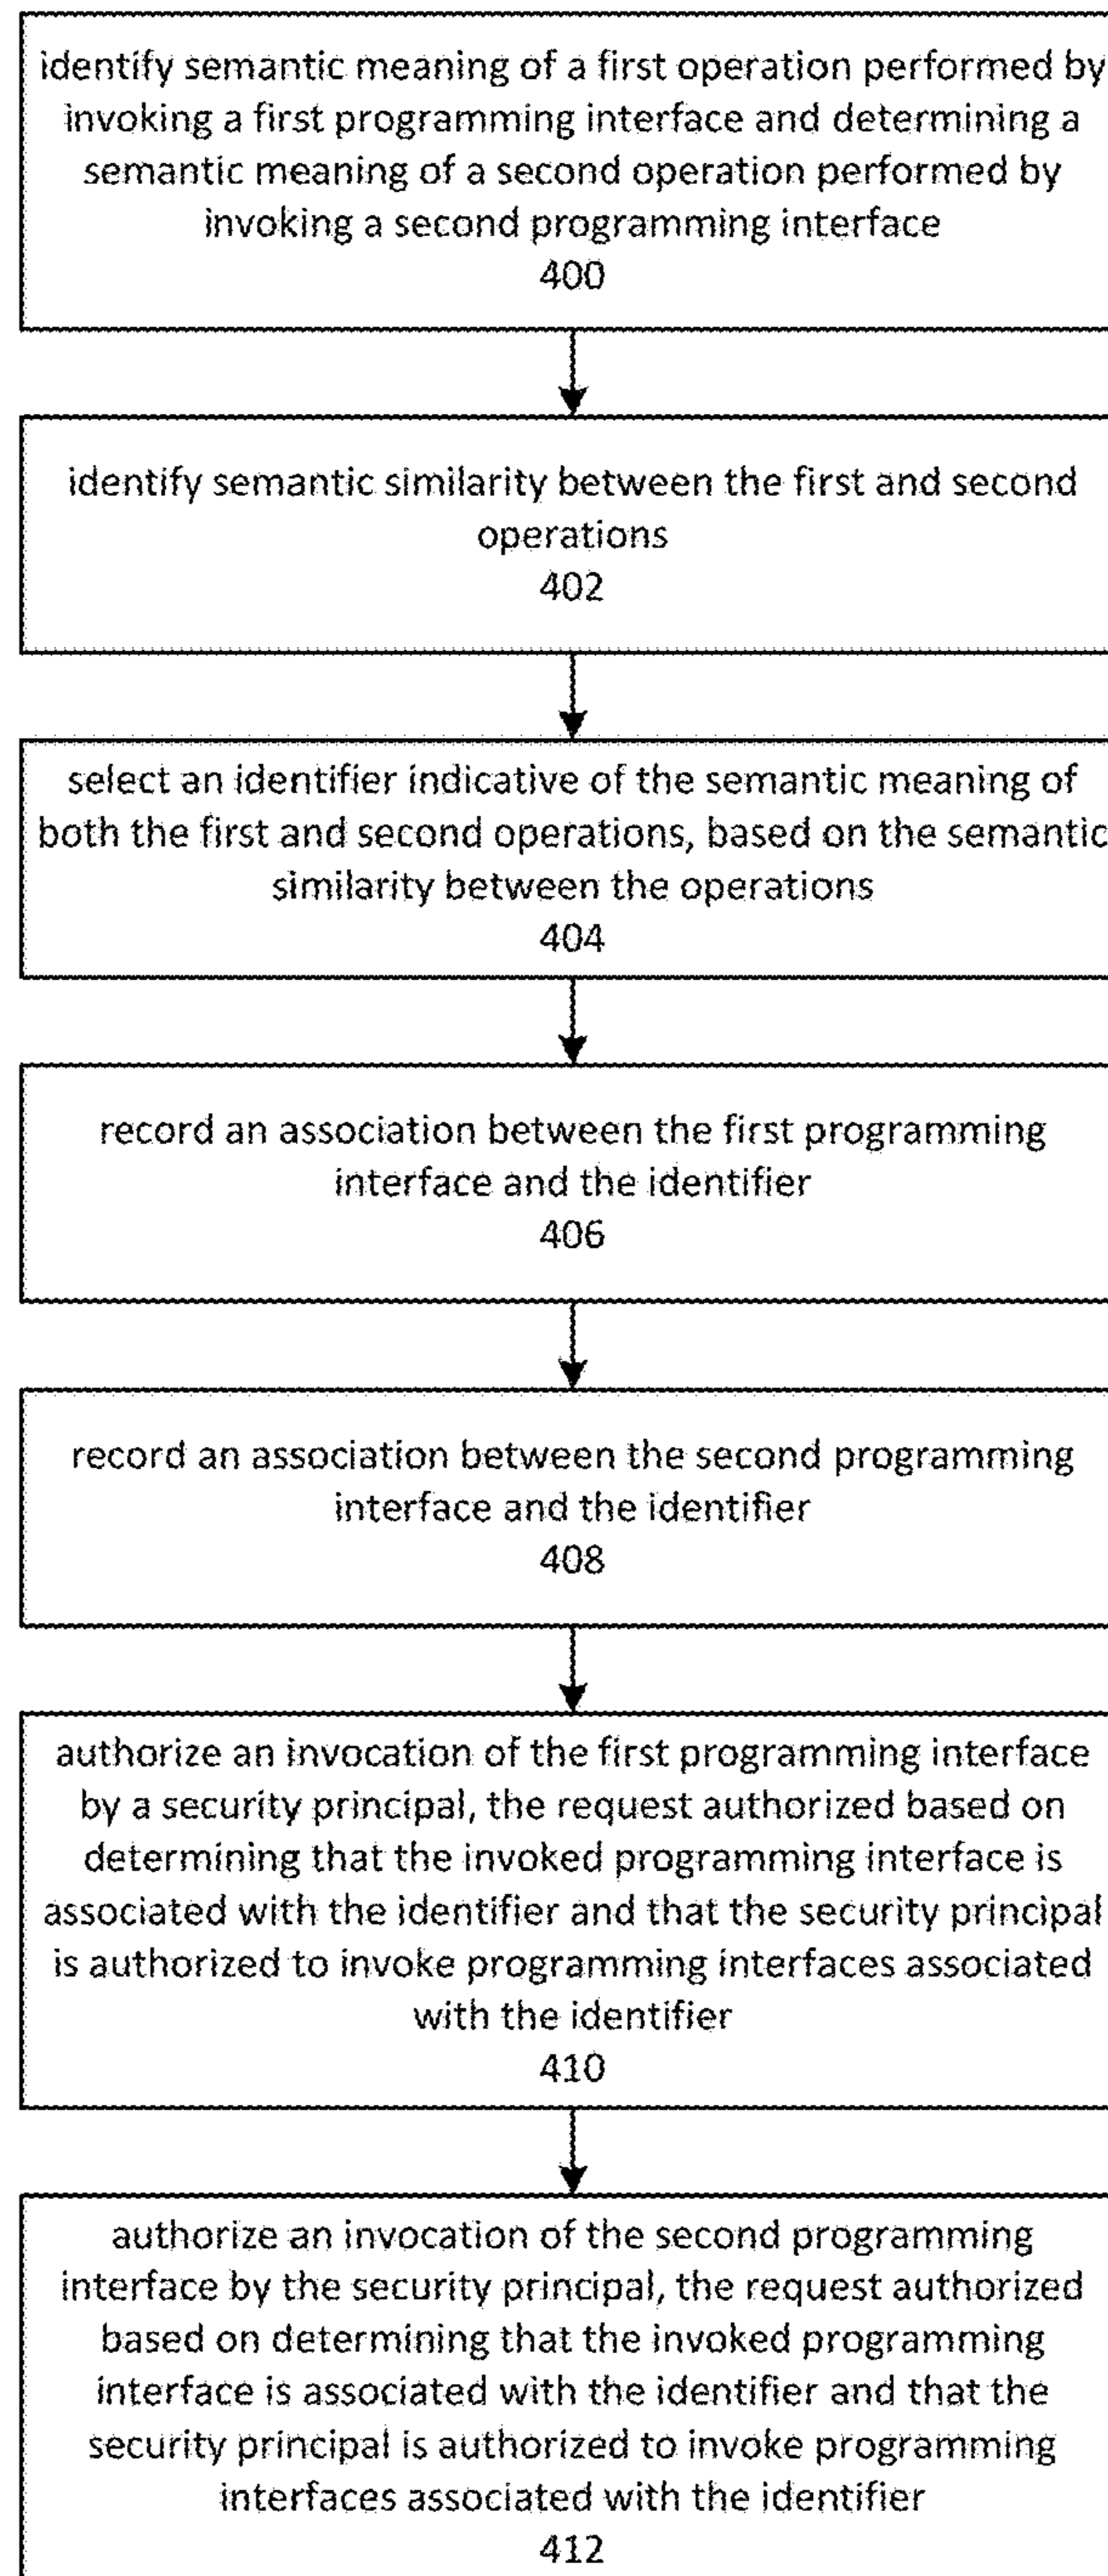 identify semantic meaning of a first operation performed by
invoking a first programming interface and determining a
semantic meaning of a second operation performed by
invoking a second programming interface
400
identify semantic similarity between the first and second
operations
402
select an identifier indicative of the semantic meaning of
both the first and second operations, based on the semantic
similarity between the operations
404
record an association between the first programming
interface and the identifier
406
record an association between the second programming
interface and the identifier
408
authorize an invocation of the first programming interface
by a security principal, the request authorized based on
determining that the invoked programming interface is
associated with the identifier and that the security principal
is authorized to invoke programming interfaces associated
with the identifier
410
authorize an invocation of the second programming
interface by the security principal, the request authorized
based on determining that the invoked programming
interface is associated with the identifier and that the
security principal is authorized to invoke programming
interfaces associated with the identifier
412